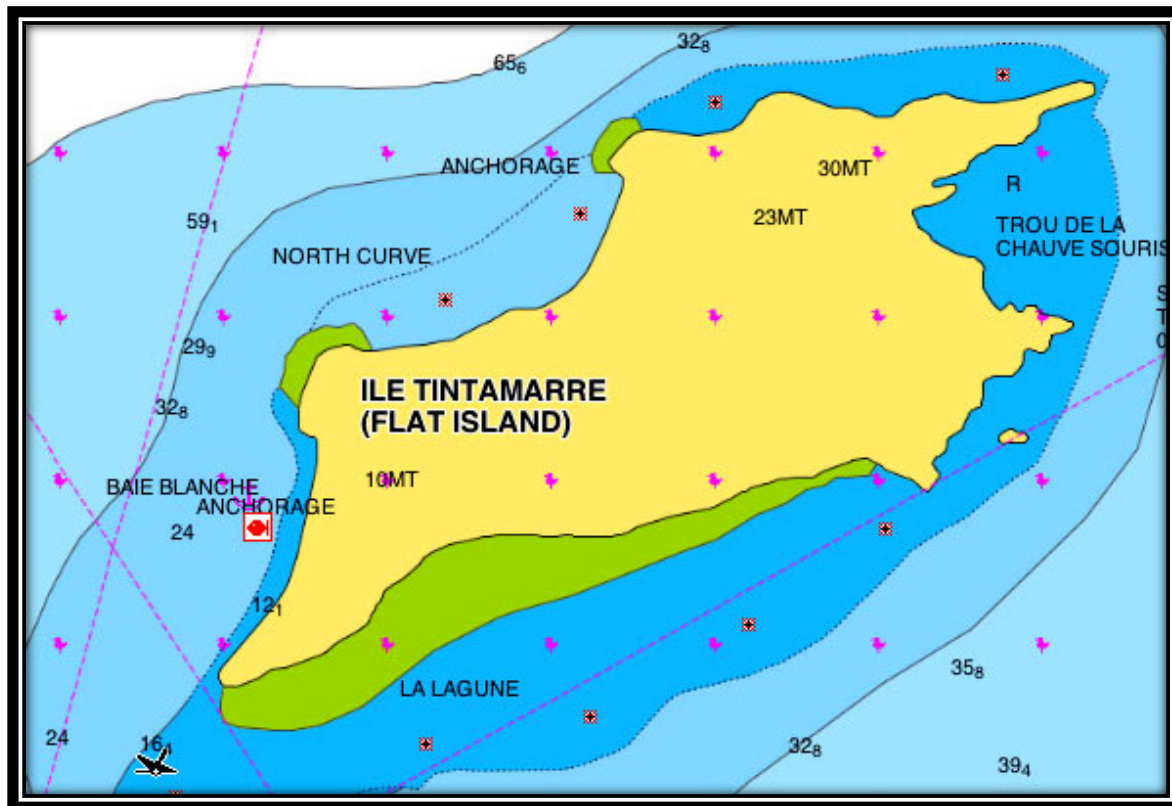 32₈
65₆
ANCHORAGE
30MT
R
59₁
23MT
TROU DE LA
CHAUVE SOURIS
NORTH CURVE
S
T
29₉
32₈
ILE TINTAMARRE
(FLAT ISLAND)
10MT
BAIE BLANCHE
ANCHORAGE
24
12₁
LA LAGUNE
35₈
24
16₄
32₈
39₄